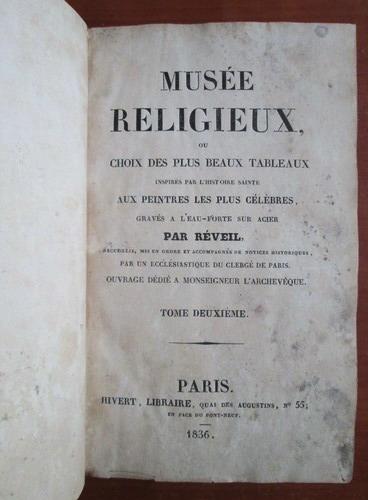 MUSÉE
RELIGIEUX,
OU
CHOIX DES PLUS BEAUX TABLEAUX
INSPIRÉS PAR L'HISTOIRE SAINTE
AUX PEINTRES LES PLUS CÉLÈBRES,
GRAVÉS A L'EAU-FORTE SUR ACIER
PAR RÉVEIL,
RECUEILLIS, MIS EN ORDRE ET ACCOMPAGNÉS DE NOTICES HISTORIQUES,
PAR UN ECCLÉSIASTIQUE DU CLERGÉ DE PARIS.
OUVRAGE DÉDIÉ A MONSEIGNEUR L'ARCHEVÊQUE.
TOME DEUXIÈME.
PARIS.
HIVERT, LIBRAIRE, QUAI DES AUGUSTINS, Nº 55;
EN FACE DU PONT-NEUF.
1836.